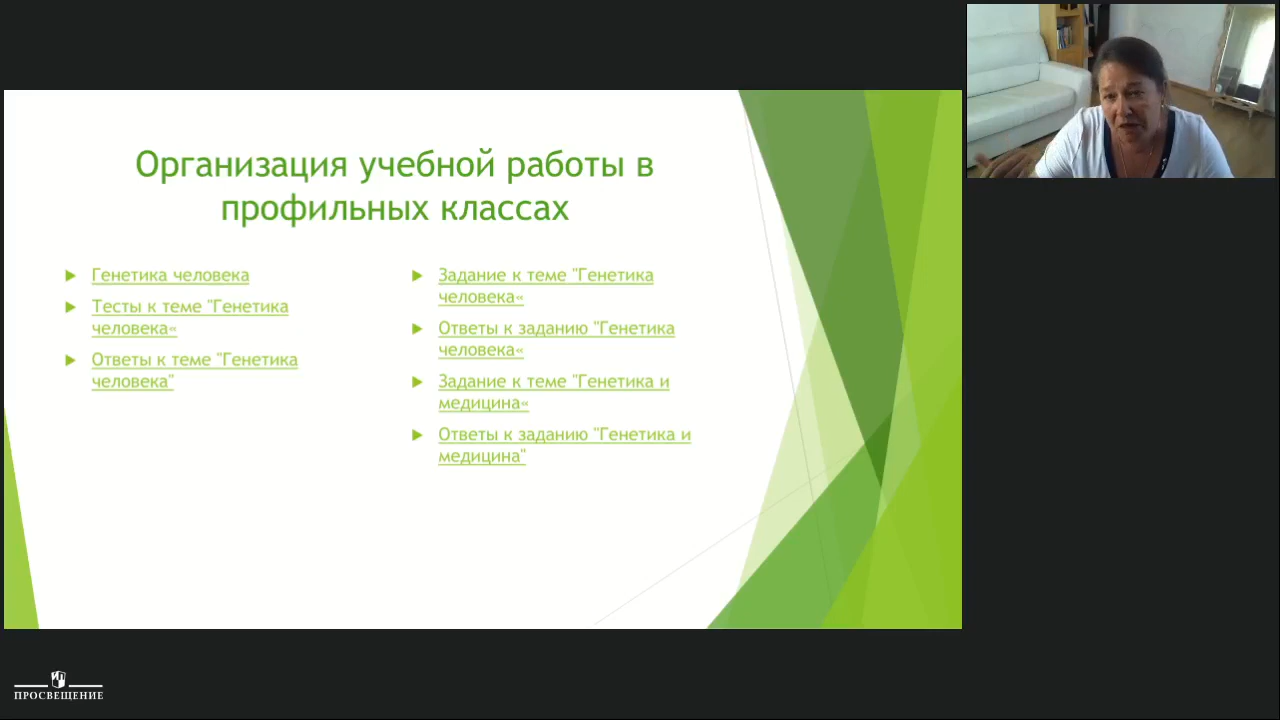 Организация учебной работы в
профильных классах
Генетика человека
Тесты к теме "Генетика
человека«
Ответы к теме "Генетика
человека"
Задание к теме "Генетика
человека«
Ответы к заданию "Генетика
человека«
Задание к теме "Генетика и
медицина«
Ответы к заданию "Генетика и
медицина"
ПРОСВЕЩЕНИЕ